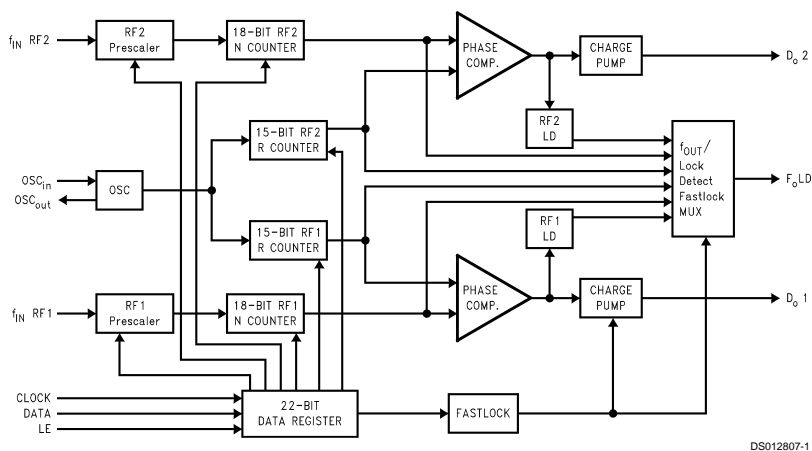 f_IN RF2
RF2
Prescaler
18-BIT RF2
N COUNTER
PHASE
COMP.
CHARGE
PUMP
D_o 2
RF2
LD
15-BIT RF2
R COUNTER
f_OUT/
Lock
Detect
Fastlock
MUX
F_oLD
OSC_in
OSC_out
OSC
15-BIT RF1
R COUNTER
RF1
LD
f_IN RF1
RF1
Prescaler
18-BIT RF1
N COUNTER
PHASE
COMP.
CHARGE
PUMP
D_o 1
CLOCK
DATA
LE
22-BIT
DATA REGISTER
FASTLOCK
DS012807-1